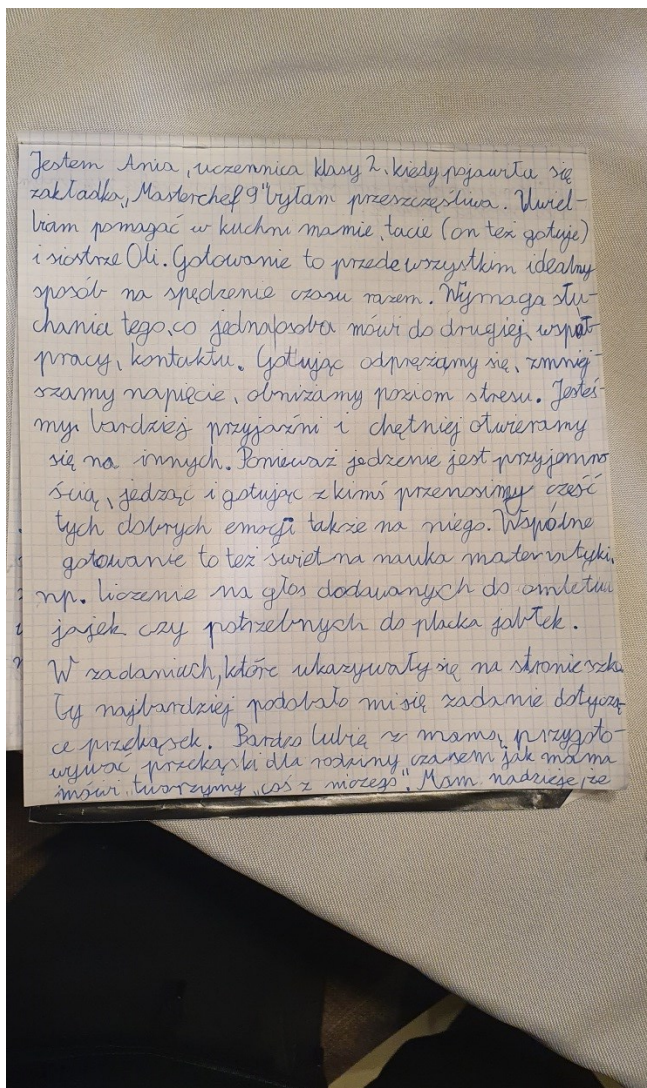 Jestem Ania, uczennica klasy 2. kiedy pojawiła się
zakładka „Masterchef 9" byłam przeszczęśliwa. Uwiel-
biam pomagać w kuchni mamie, tacie (on też gotuje)
i siostrze Oli. Gotowanie to przede wszystkim idealny
sposób na spędzenie czasu razem. Wymaga słu-
chania tego, co jedna osoba mówi do drugiej, współ-
pracy, kontaktu. Gotując odprężamy się, zmniej-
szamy napięcie, obniżamy poziom stresu. Jesteś-
my bardziej przyjaźni i chętniej otwieramy
się na innych. Ponieważ jedzenie jest przyjemno
ścią, jedząc i gotując z kimś przenosimy część
tych dobrych emocji także na niego. Wspólne
gotowanie to też świetna nauka matematyki,
np. liczenie na głos dodawanych do omletu
jajek czy potrzebnych do placka jabłek.
W zadaniach, które ukazywały się na stronie szko
ły najbardziej podobało mi się zadanie dotyczą
ce przekąsek. Bardzo lubię z mamą przygoto-
wywać przekąski dla rodziny czasem jak mama
mówi tworzymy „coś z niczego". Mam nadzieję, że